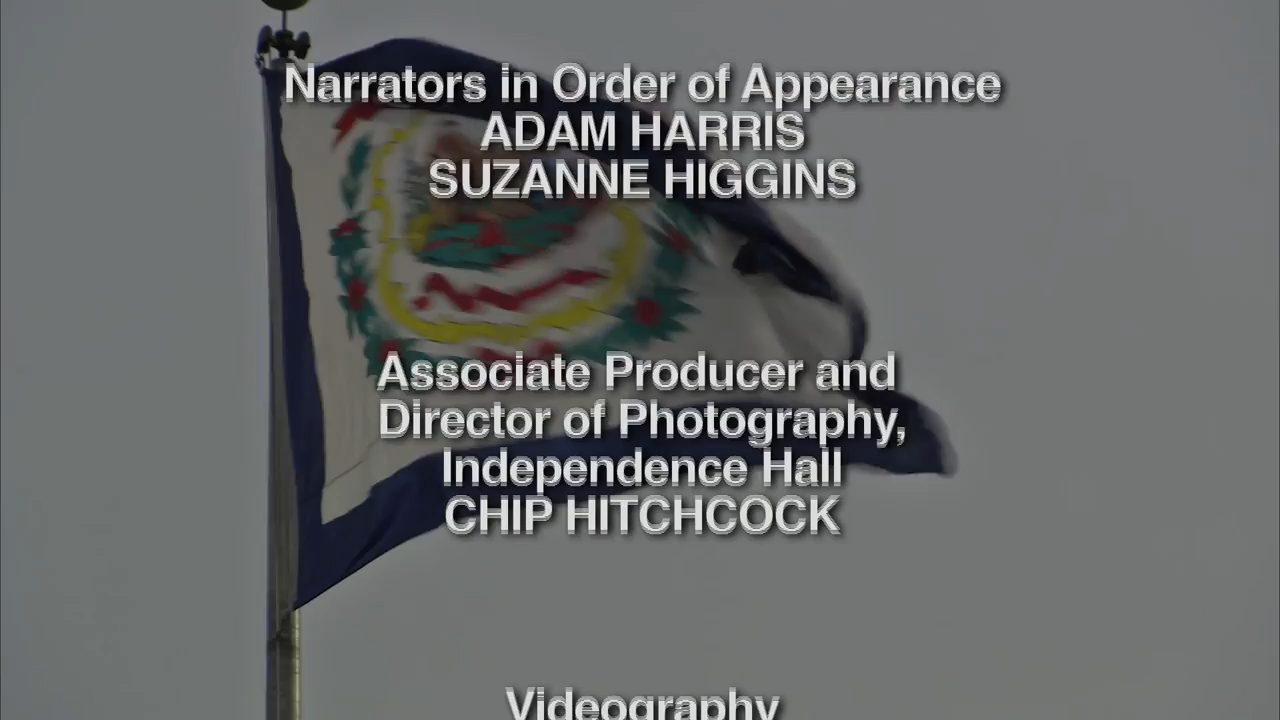 Narrators in Order of Appearance
ADAM HARRIS
SUZANNE HIGGINS
Associate Producer and
Director of Photography,
Independence Hall
CHIP HITCHCOCK
Videography